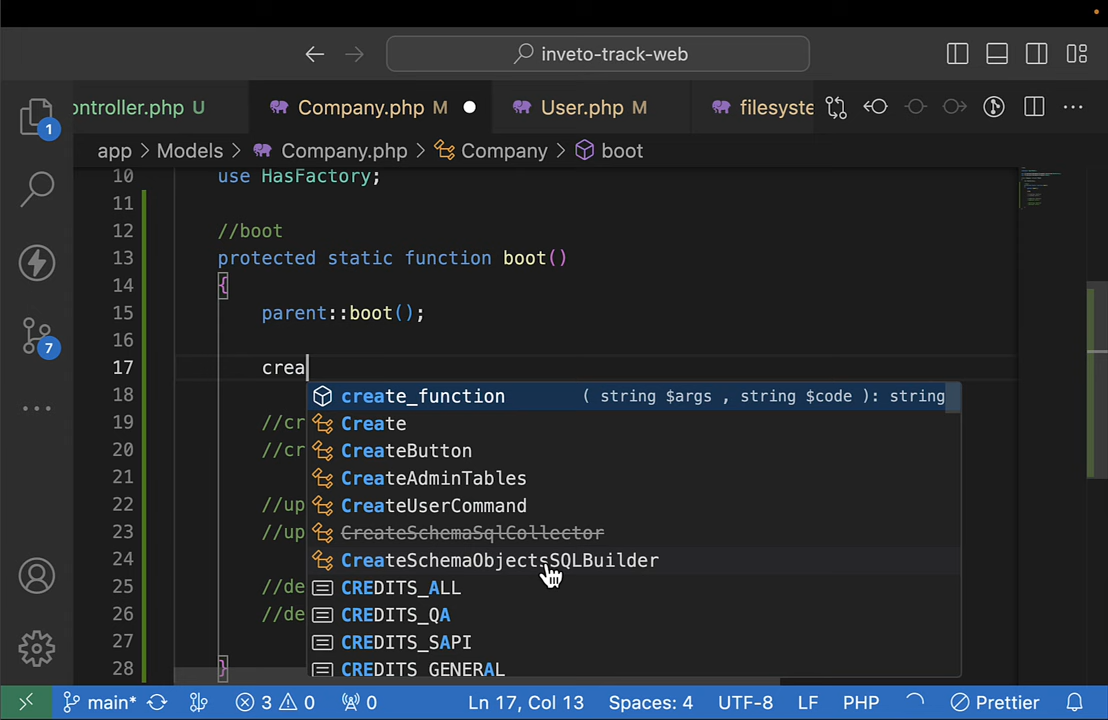 inveto-track-web
ontroller.php U
Company.php M
User.php M
filesyste
app > Models > Company.php > Company > boot
10 use HasFactory;
11
12 //boot
13 protected static function boot()
14 {
15 parent::boot();
16
17 crea
create_function ( string $args , string $code ): string
18
Create
19 //cr
20 //cr
CreateButton
21
CreateAdminTables
22 //up
CreateUserCommand
23 //up
CreateSchemaSqlCollector
24
CreateSchemaObjectsSQLBuilder
25 //de
CREDITS_ALL
26 //de
CREDITS_QA
27
CREDITS_SAPI
28 }
CREDITS_GENERAL
1
7
main*
3 0
0
Ln 17, Col 13
Spaces: 4
UTF-8
LF
PHP
Prettier